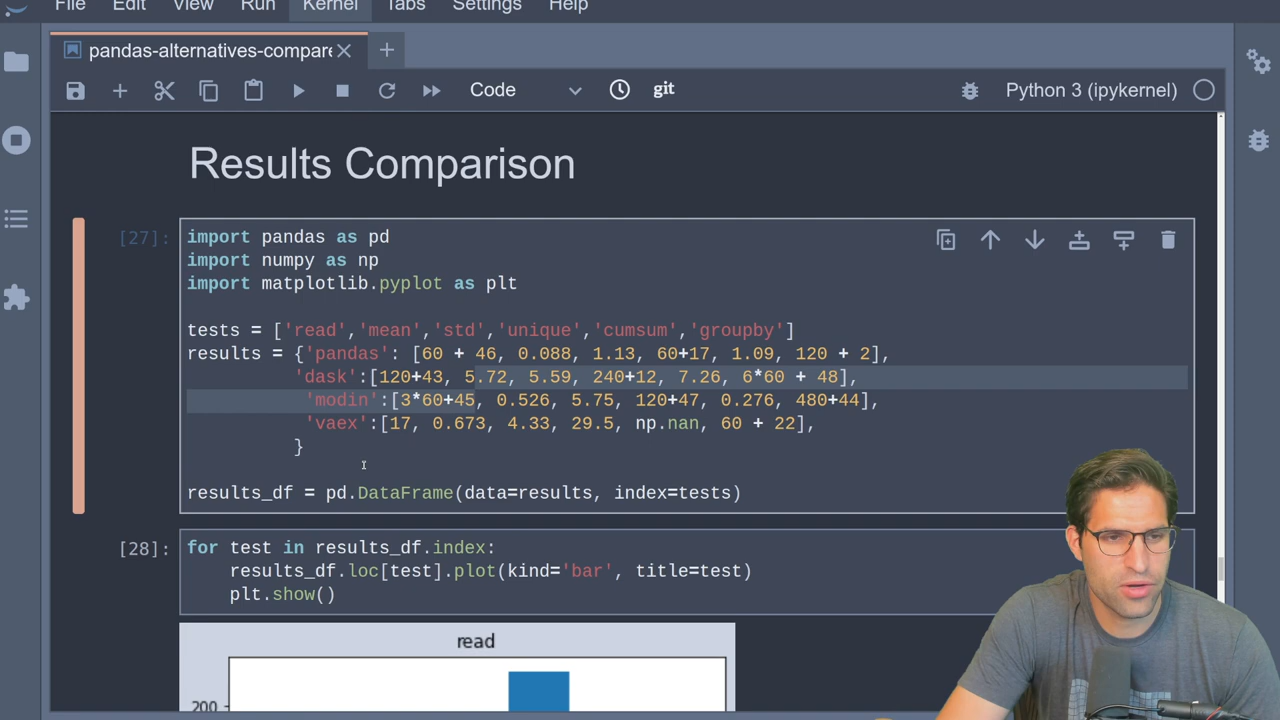 File Edit View Run Kernel Tabs Settings Help
pandas-alternatives-compare
Code git Python 3 (ipykernel)
Results Comparison
[27]:
import pandas as pd
import numpy as np
import matplotlib.pyplot as plt
tests = ['read','mean','std','unique','cumsum','groupby']
results = {'pandas': [60 + 46, 0.088, 1.13, 60+17, 1.09, 120 + 2],
'dask':[120+43, 5.72, 5.59, 240+12, 7.26, 6*60 + 48],
'modin':[3*60+45, 0.526, 5.75, 120+47, 0.276, 480+44],
'vaex':[17, 0.673, 4.33, 29.5, np.nan, 60 + 22],
}
results_df = pd.DataFrame(data=results, index=tests)
[28]:
for test in results_df.index:
results_df.loc[test].plot(kind='bar', title=test)
plt.show()
read
200